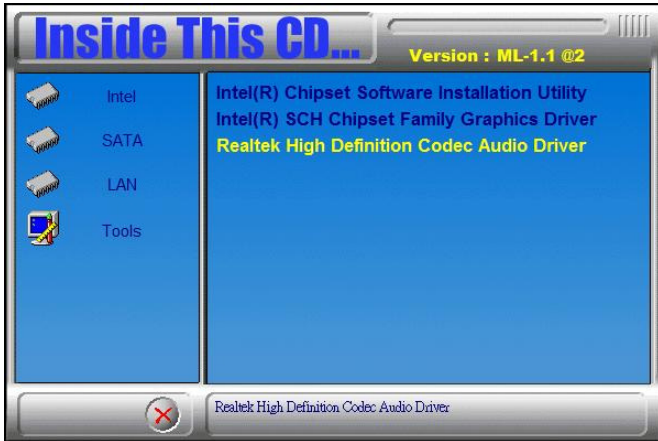 Inside This CD...
Version : ML-1.1 @2
Intel
SATA
LAN
Tools
Intel(R) Chipset Software Installation Utility
Intel(R) SCH Chipset Family Graphics Driver
Realtek High Definition Codec Audio Driver
Realtek High Definition Codec Audio Driver